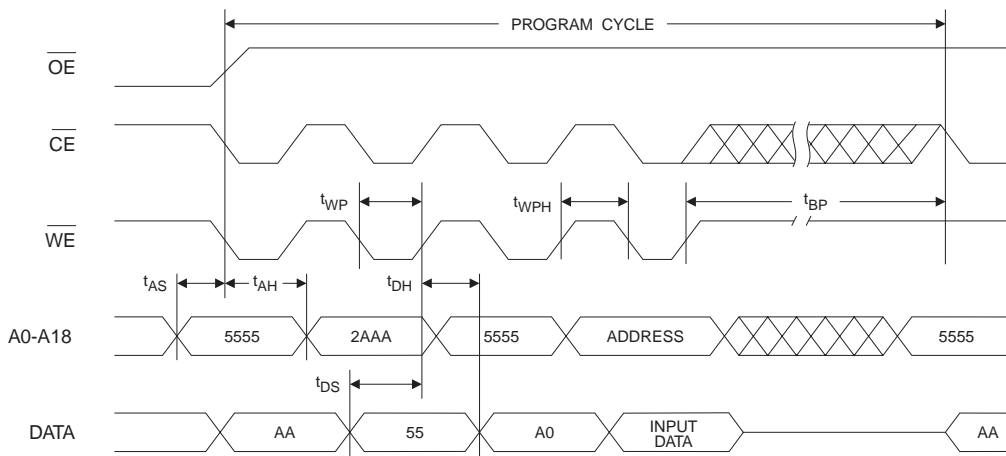 PROGRAM CYCLE
OE
CE
tWP
tWPH
tBP
WE
tAS
tAH
tDH
A0-A18
5555
2AAA
5555
ADDRESS
5555
tDS
DATA
AA
55
A0
INPUT
DATA
AA